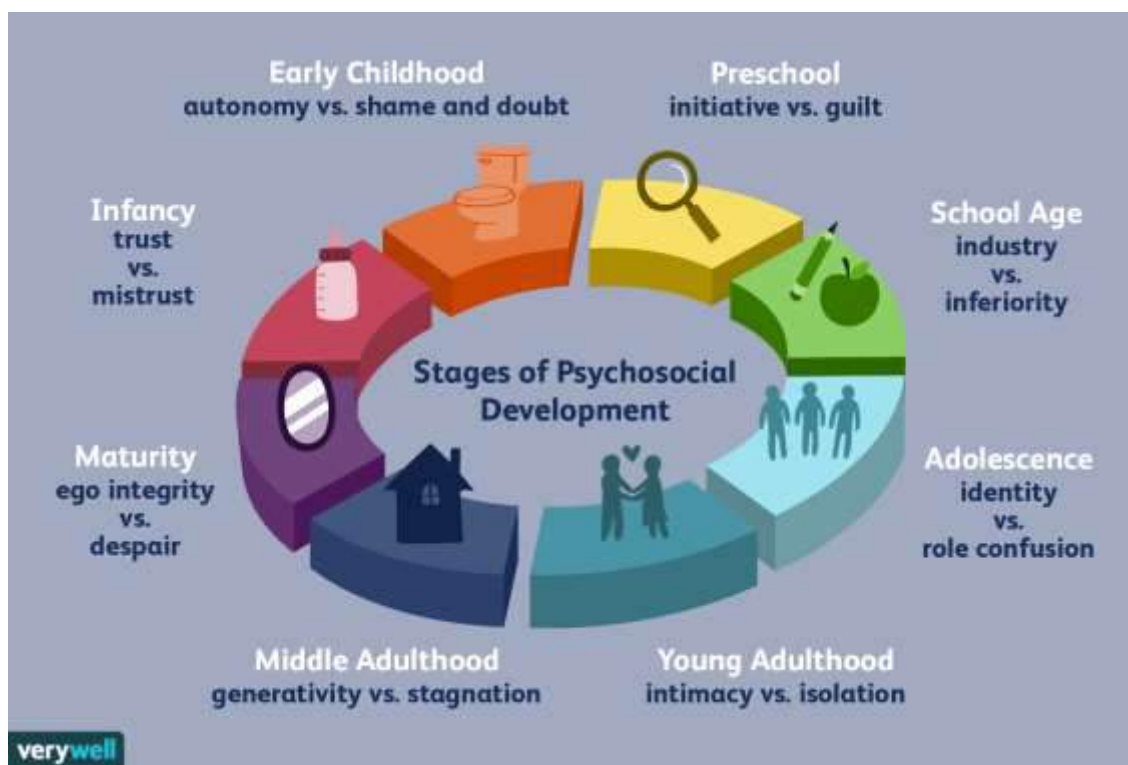 Early Childhood
autonomy vs. shame and doubt
Preschool
initiative vs. guilt
Infancy
trust
vs.
mistrust
School Age
industry
vs.
inferiority
Stages of Psychosocial
Development
Maturity
ego integrity
vs.
despair
Adolescence
identity
vs.
role confusion
Middle Adulthood
generativity vs. stagnation
Young Adulthood
intimacy vs. isolation
verywell